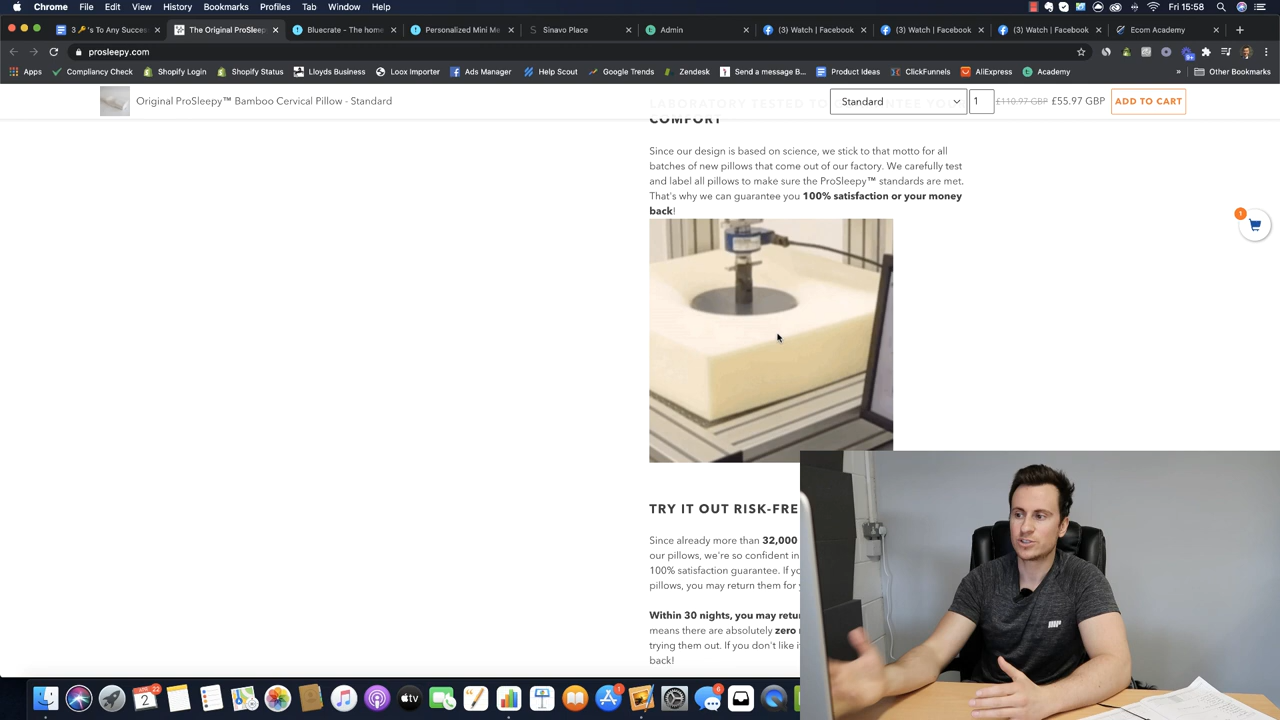 Chrome File Edit View History Bookmarks Profiles Tab Window Help Fri 15:58
3 🔑's To Any Succes The Original ProSleep Bluecrate - The home Personalized Mini Me Sinavo Place Admin (3) Watch | Facebook (3) Watch | Facebook (3) Watch | Facebook Ecom Academy
prosleepy.com
Apps Compliancy Check Shopify Login Shopify Status Lloyds Business Loox Importer Ads Manager Help Scout Google Trends Zendesk Send a message B... Product Ideas ClickFunnels AliExpress Academy » Other Bookmarks
Original ProSleepy™ Bamboo Cervical Pillow - Standard Standard 1 £110.97 GBP £55.97 GBP ADD TO CART
COMFORT
Since our design is based on science, we stick to that motto for all
batches of new pillows that come out of our factory. We carefully test
and label all pillows to make sure the ProSleepy™ standards are met.
That's why we can guarantee you 100% satisfaction or your money
back!
1
TRY IT OUT RISK-FRE
Since already more than 32,000
our pillows, we're so confident in
100% satisfaction guarantee. If yo
pillows, you may return them for
Within 30 nights, you may retu
means there are absolutely zero
trying them out. If you don't like i
back!